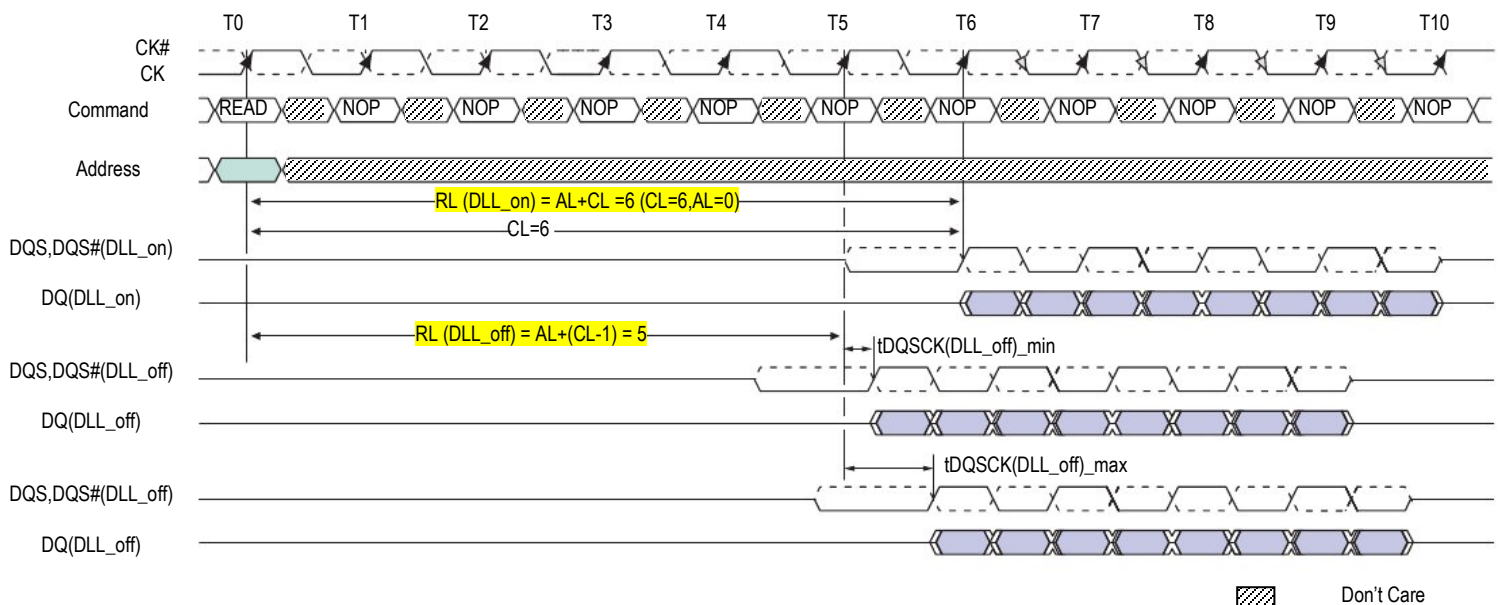 T0 T1 T2 T3 T4 T5 T6 T7 T8 T9 T10
CK#
CK
Command READ NOP NOP NOP NOP NOP NOP NOP NOP NOP NOP
Address
RL (DLL_on) = AL+CL =6 (CL=6,AL=0)
CL=6
DQS,DQS#(DLL_on)
DQ(DLL_on)
RL (DLL_off) = AL+(CL-1) = 5
tDQSCK(DLL_off)_min
DQS,DQS#(DLL_off)
DQ(DLL_off)
tDQSCK(DLL_off)_max
DQS,DQS#(DLL_off)
DQ(DLL_off)
Don't Care